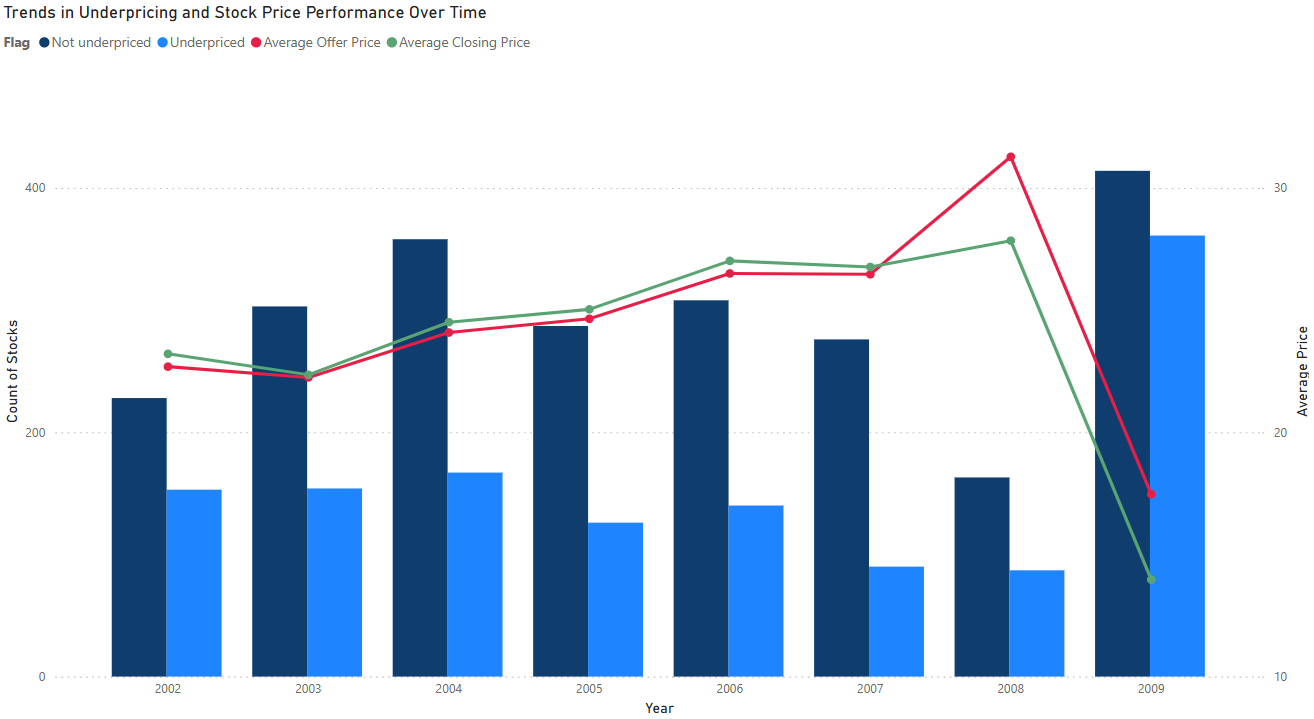 Trends in Underpricing and Stock Price Performance Over Time
Flag Not underpriced Underpriced Average Offer Price Average Closing Price
400
200
0
Count of Stocks
30
20
10
Average Price
2002 2003 2004 2005 2006 2007 2008 2009
Year